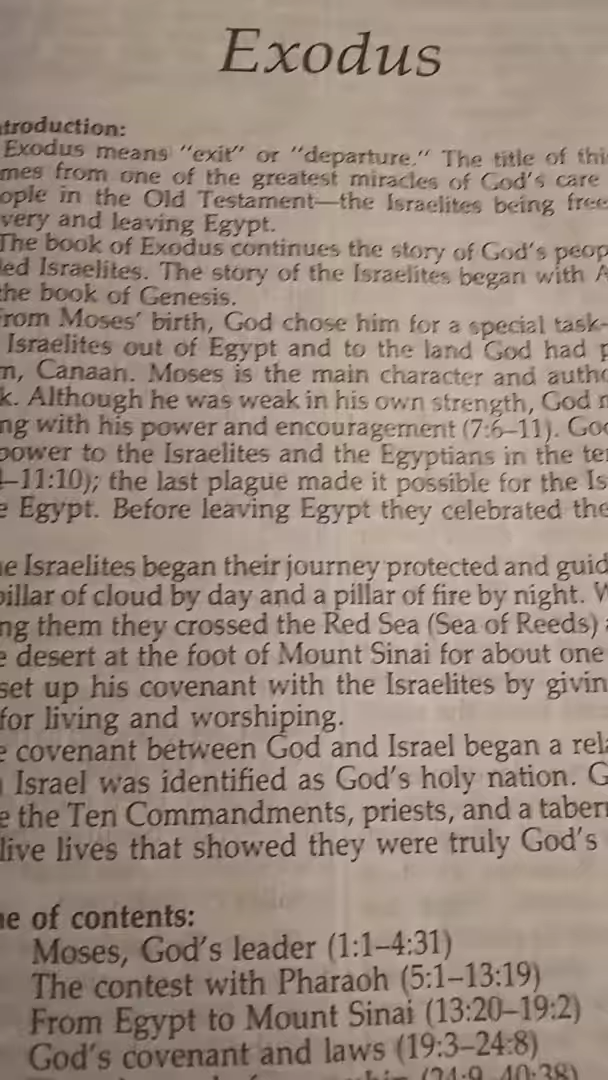 Exodus
troduction:
Exodus means "exit" or "departure." The title of thi
mes from one of the greatest miracles of God's care
ople in the Old Testament—the Israelites being free
very and leaving Egypt.
The book of Exodus continues the story of God's peop
led Israelites. The story of the Israelites began with A
the book of Genesis.
rom Moses' birth, God chose him for a special task-
Israelites out of Egypt and to the land God had p
m, Canaan. Moses is the main character and autho
k. Although he was weak in his own strength, God m
ng with his power and encouragement (7:6–11). God
power to the Israelites and the Egyptians in the te
–11:10); the last plague made it possible for the Is
e Egypt. Before leaving Egypt they celebrated the
e Israelites began their journey protected and guid
pillar of cloud by day and a pillar of fire by night. W
ng them they crossed the Red Sea (Sea of Reeds) a
e desert at the foot of Mount Sinai for about one
set up his covenant with the Israelites by givin
for living and worshiping.
e covenant between God and Israel began a rela
Israel was identified as God's holy nation. G
e the Ten Commandments, priests, and a tabern
live lives that showed they were truly God's
ne of contents:
Moses, God's leader (1:1–4:31)
The contest with Pharaoh (5:1–13:19)
From Egypt to Mount Sinai (13:20–19:2)
God's covenant and laws (19:3–24:8)
(24:9–40:38)